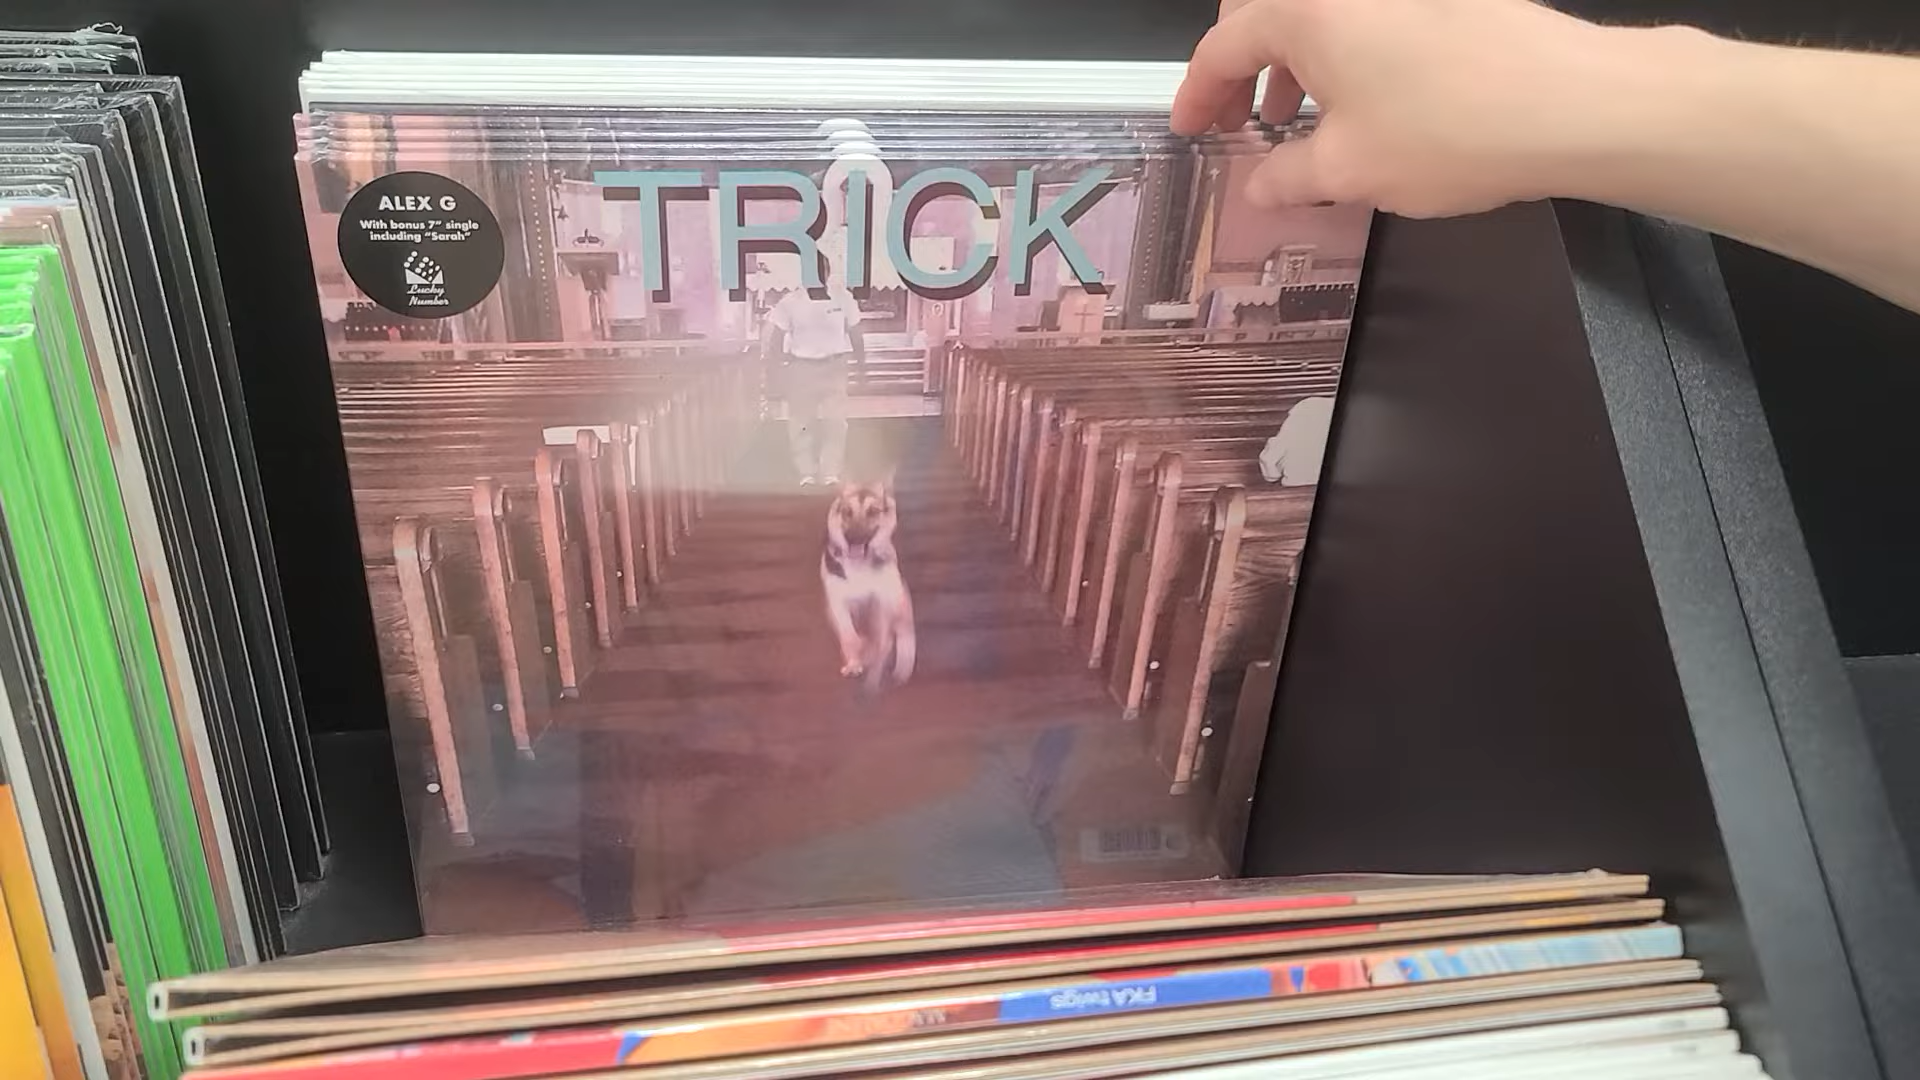 TRICK
ALEX G
With bonus 7" single
including "Sarah"
Lucky
Number
FKA twigs